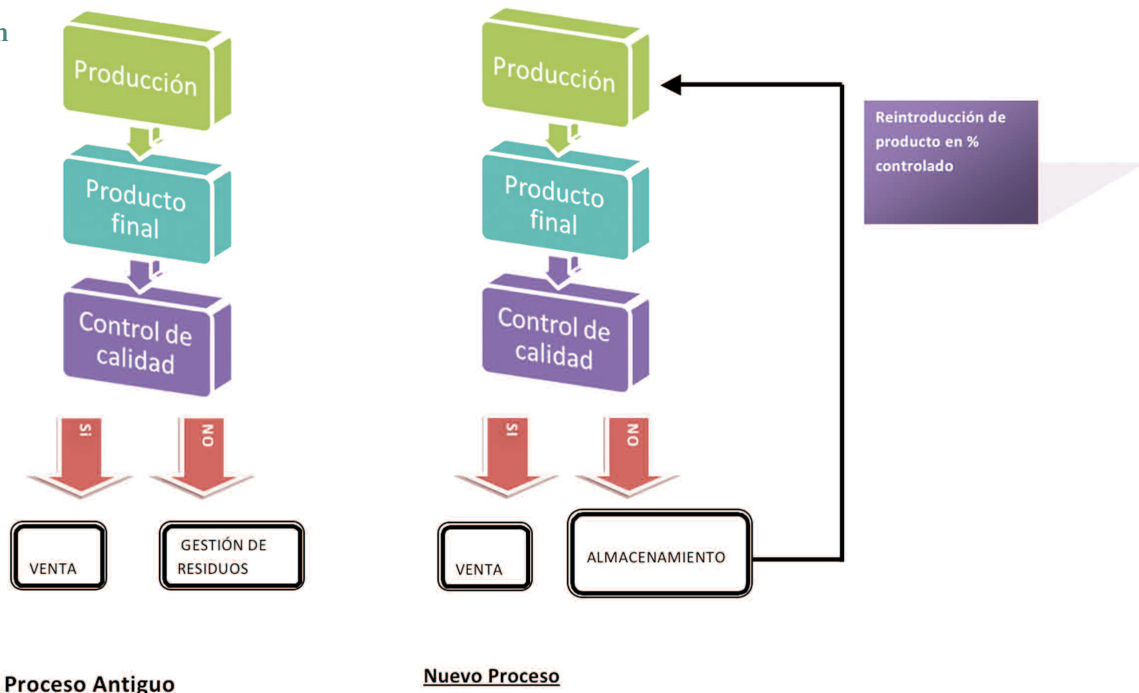 n
Producción
Producto
final
Control de
calidad
Si
NO
VENTA
GESTIÓN DE
RESIDUOS
Proceso Antiguo
Producción
Producto
final
Control de
calidad
SI
NO
VENTA
ALMACENAMIENTO
Reintroducción de
producto en %
controlado
Nuevo Proceso